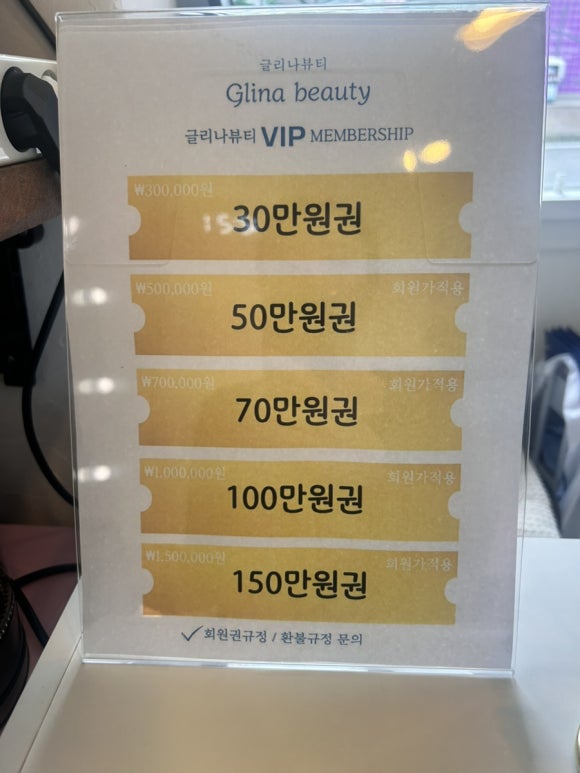 글리나뷰티
Glina beauty
글리나뷰티 VIP MEMBERSHIP
₩300,000원
30만원권
₩500,000원 회원가적용
50만원권
₩700,000원 회원가적용
70만원권
₩1,000,000원 회원가적용
100만원권
₩1,500,000원 회원가적용
150만원권
✓회원권규정 / 환불규정 문의